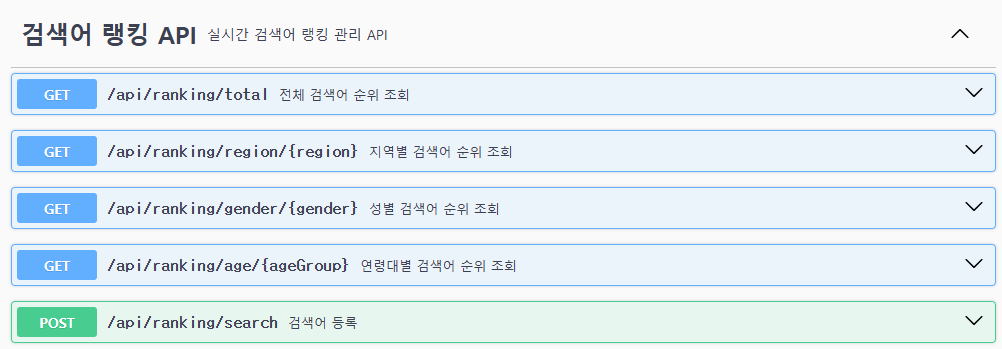 검색어 랭킹 API 실시간 검색어 랭킹 관리 API
GET /api/ranking/total 전체 검색어 순위 조회
GET /api/ranking/region/{region} 지역별 검색어 순위 조회
GET /api/ranking/gender/{gender} 성별 검색어 순위 조회
GET /api/ranking/age/{ageGroup} 연령대별 검색어 순위 조회
POST /api/ranking/search 검색어 등록